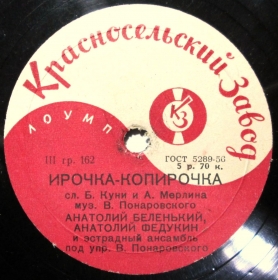 Красносельский Завод
ЛОУМП
КЗ
III гр. 162
ГОСТ 5289-56
5 р. 70 к.
ИРОЧКА-КОПИРОЧКА
сл. Б. Куни и А. Мерлина
муз. В. Понаровского
АНАТОЛИЙ БЕЛЕНЬКИЙ,
АНАТОЛИЙ ФЕДУКИН
и эстрадный ансамбль
под упр. В. Понаровского